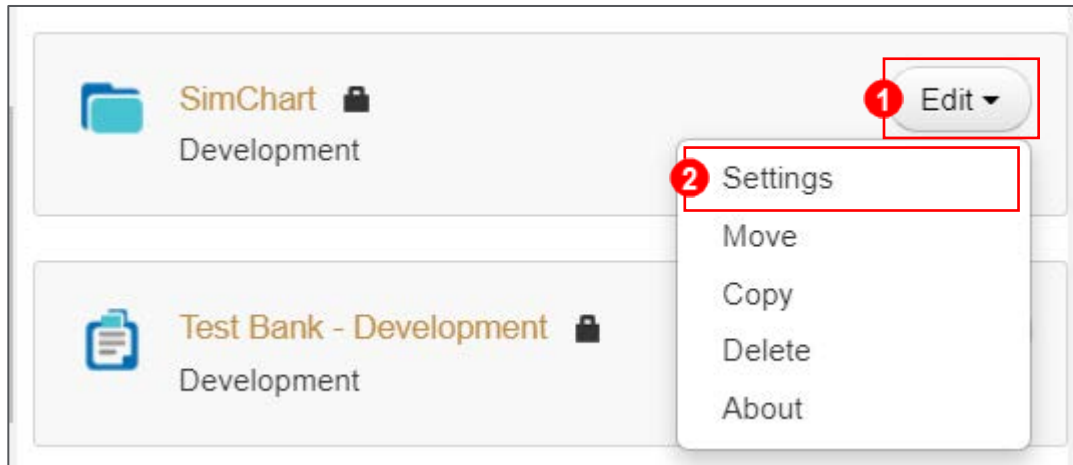 SimChart
Development
1 Edit
2 Settings
Move
Copy
Delete
About
Test Bank - Development
Development